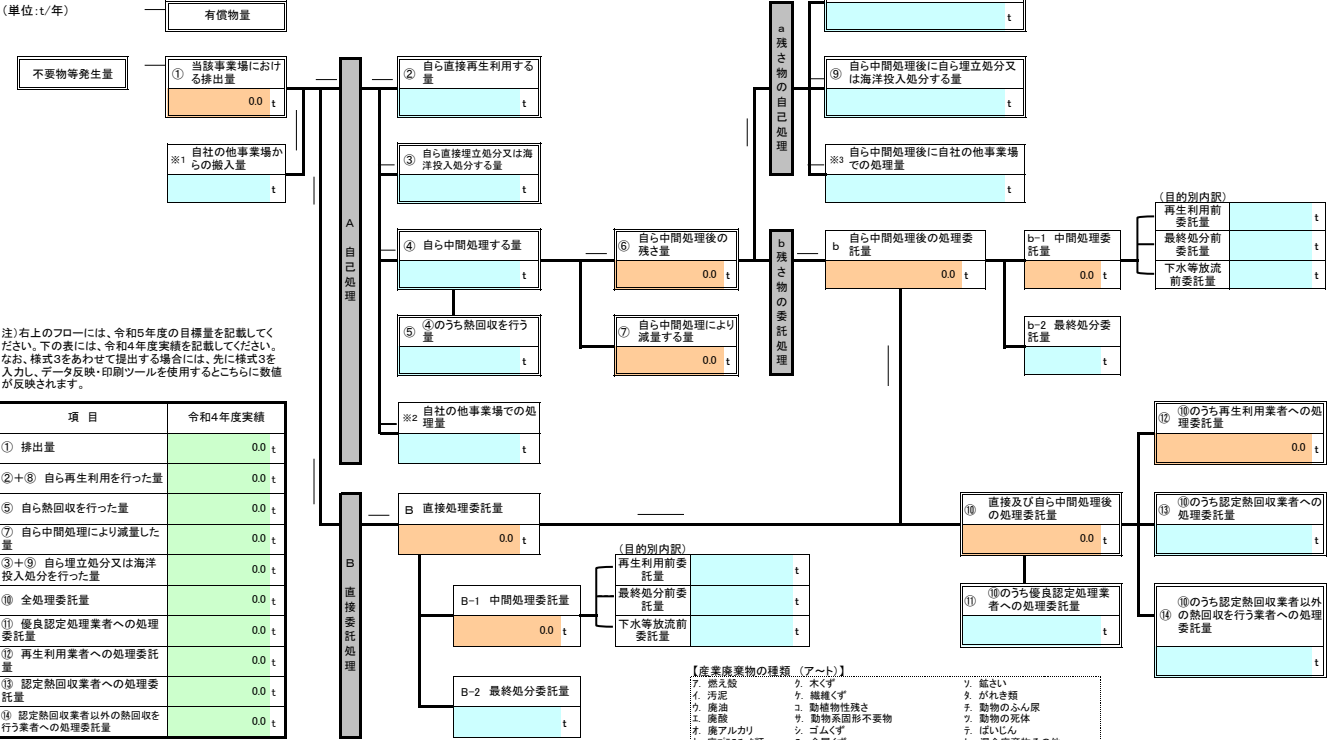 (単位:t/年)
有償物量
t
不要物等発生量
① 当該事業場におけ
る排出量
0.0 t
※1 自社の他事業場か
らの搬入量
t
A 自己処理
② 自ら直接再生利用する
量
t
③ 自ら直接埋立処分又は海
洋投入処分する量
t
④ 自ら中間処理する量
t
⑤ ④のうち熱回収を行う
量
t
※2 自社の他事業場での処
理量
t
⑥ 自ら中間処理後の
残さ量
0.0 t
⑦ 自ら中間処理により
減量する量
0.0 t
a 残さ物の自己処理
⑨ 自ら中間処理後に自ら埋立処分又
は海洋投入処分する量
t
※3 自ら中間処理後に自社の他事業場
での処理量
t
b 残さ物の委託処理
b 自ら中間処理後の処理委
託量
0.0 t
b-1 中間処理委
託量
0.0 t
(目的別内訳)
再生利用前
委託量
t
最終処分前
委託量
t
下水等放流
前委託量
t
b-2 最終処分委
託量
t
注)右上のフローには、令和5年度の目標量を記載してく
ださい。下の表には、令和4年度実績を記載してください。
なお、様式3をあわせて提出する場合には、先に様式3を
入力し、データ反映・印刷ツールを使用するとこちらに数値
が反映されます。
項 目 令和4年度実績
① 排出量 0.0 t
②+⑧ 自ら再生利用を行った量 0.0 t
⑤ 自ら熱回収を行った量 0.0 t
⑦ 自ら中間処理により減量した
量 0.0 t
③+⑨ 自ら埋立処分又は海洋
投入処分を行った量 0.0 t
⑩ 全処理委託量 0.0 t
⑪ 優良認定処理業者への処理
委託量 0.0 t
⑫ 再生利用業者への処理委託
量 0.0 t
⑬ 認定熱回収業者への処理委
託量 0.0 t
⑭ 認定熱回収業者以外の熱回収を
行う業者への処理委託量 0.0 t
B 直接委託処理
B 直接処理委託量
0.0 t
B-1 中間処理委託量
0.0 t
(目的別内訳)
再生利用前委
託量
t
最終処分前委
託量
t
下水等放流前
委託量
t
B-2 最終処分委託量
t
⑩ 直接及び自ら中間処理後
の処理委託量
0.0 t
⑪ ⑩のうち優良認定処理業
者への処理委託量
t
⑫ ⑩のうち再生利用業者への処
理委託量
0.0 t
⑬ ⑩のうち認定熱回収業者への
処理委託量
t
⑭ ⑩のうち認定熱回収業者以外
の熱回収を行う業者への処理
委託量
t
【産業廃棄物の種類 (ア～ト)】
ア. 燃え殻 ク. 木くず ソ. 鉱さい
イ. 汚泥 ケ. 繊維くず タ. がれき類
ウ. 廃油 コ. 動植物性残さ チ. 動物のふん尿
エ. 廃酸 サ. 動物系固形不要物 ツ. 動物の死体
オ. 廃アルカリ シ. ゴムくず テ. ばいじん